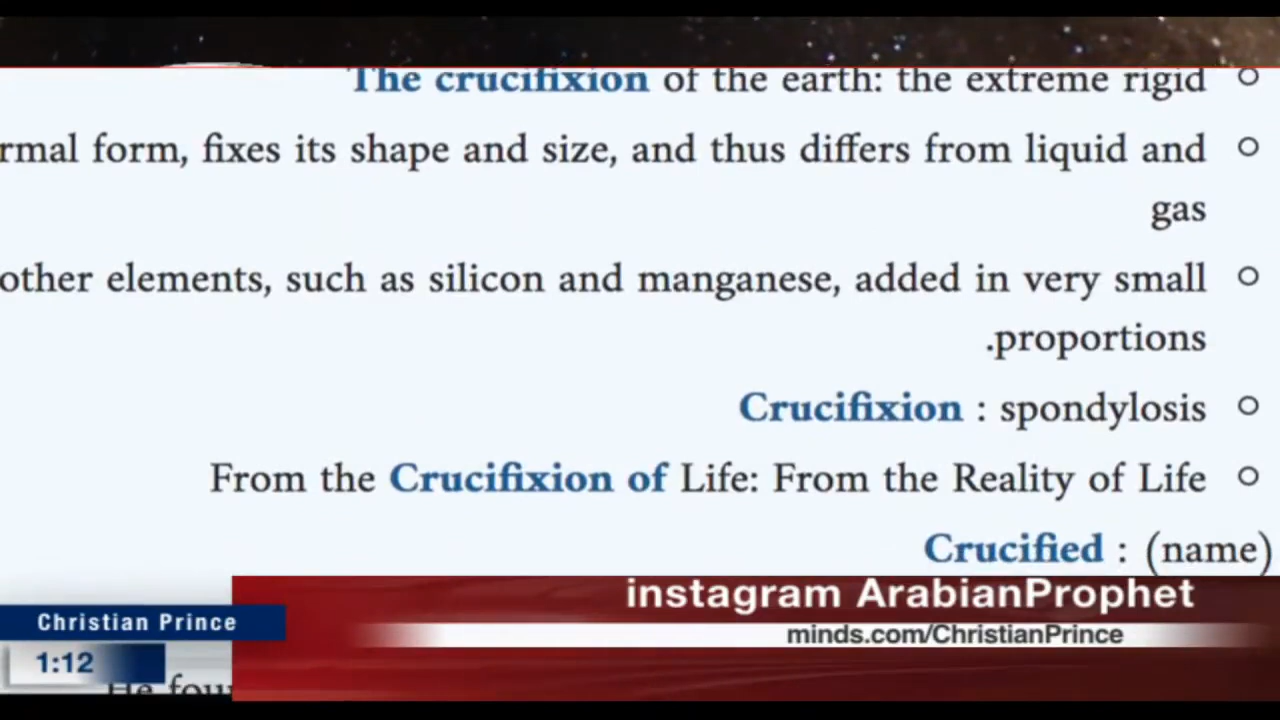 The crucifixion of the earth: the extreme rigid
rmal form, fixes its shape and size, and thus differs from liquid and
gas
other elements, such as silicon and manganese, added in very small
.proportions
Crucifixion : spondylosis
From the Crucifixion of Life: From the Reality of Life
Crucified : (name)
instagram ArabianProphet
Christian Prince
minds.com/ChristianPrince
1:12
He fou